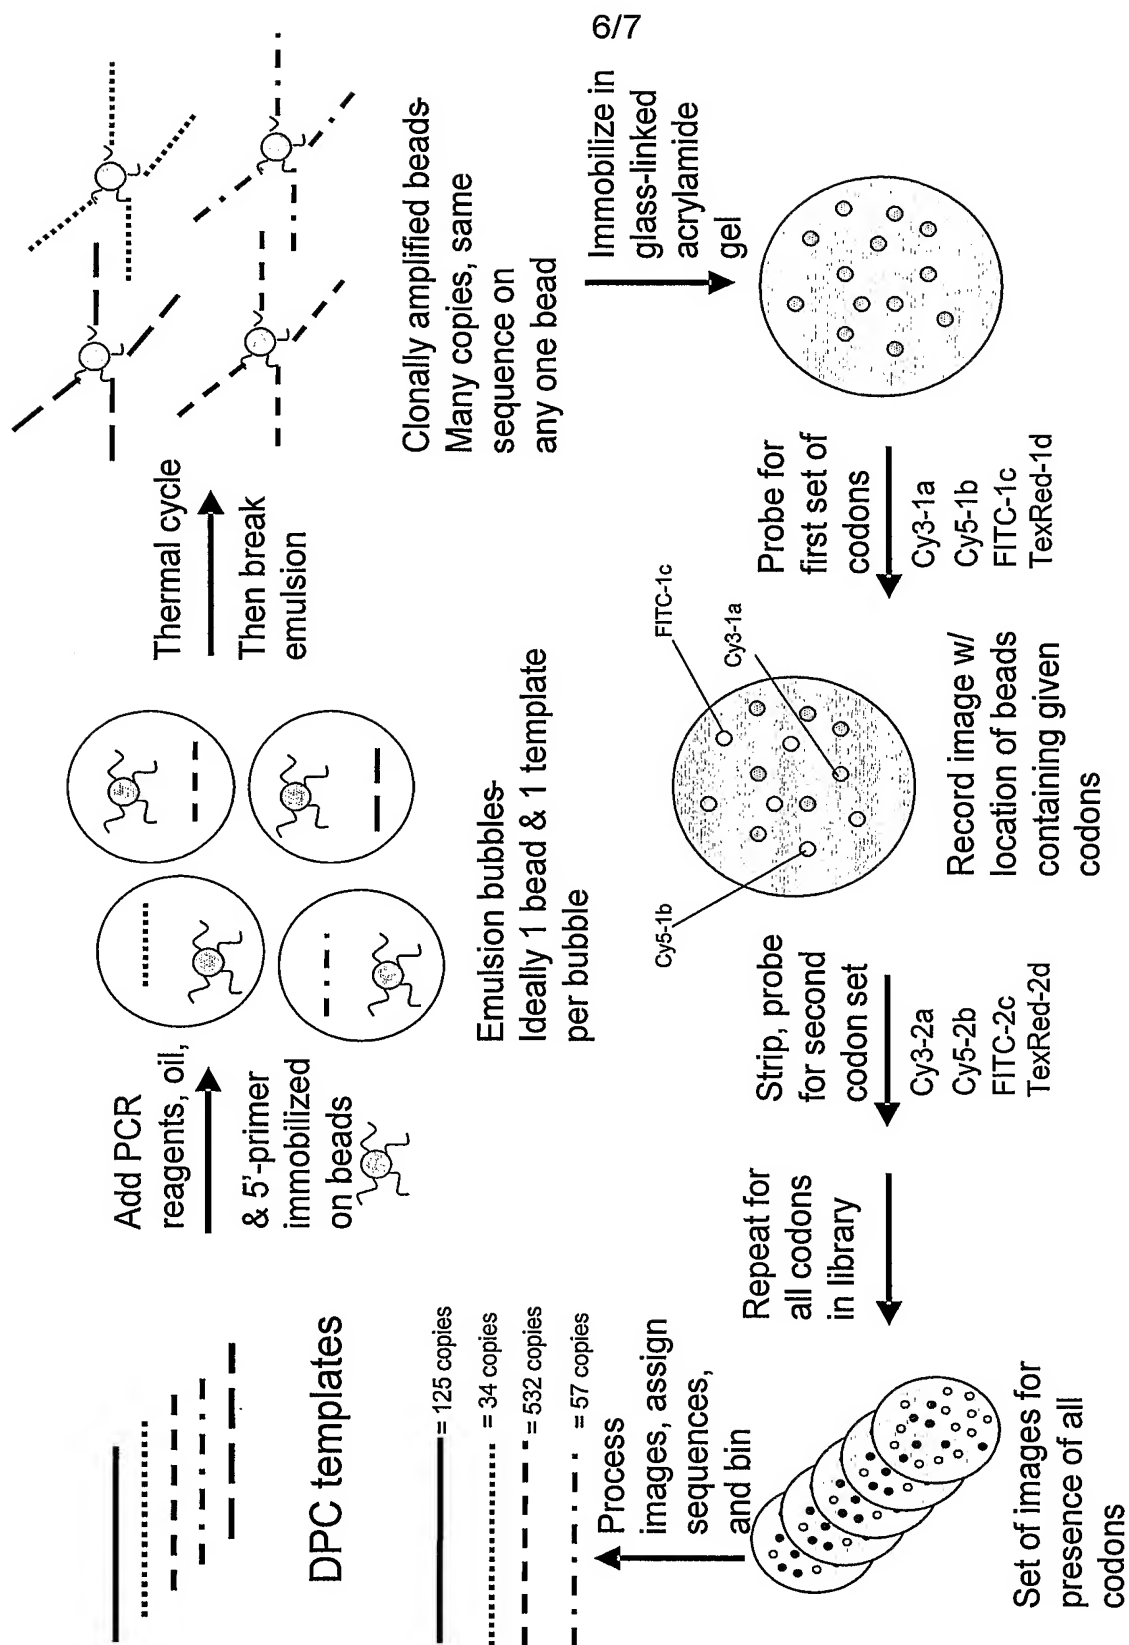 6/7
DPC templates
Add PCR
reagents, oil,
& 5'-primer
immobilized
on beads
Emulsion bubbles-
Ideally 1 bead & 1 template
per bubble
Thermal cycle
Then break
emulsion
Clonally amplified beads-
Many copies, same
sequence on
any one bead
Immobilize in
glass-linked
acrylamide
gel
Probe for
first set of
codons
Cy3-1a
Cy5-1b
FITC-1c
TexRed-1d
FITC-1c
Cy3-1a
Cy5-1b
Record image w/
location of beads
containing given
codons
Strip, probe
for second
codon set
Cy3-2a
Cy5-2b
FITC-2c
TexRed-2d
Repeat for
all codons
in library
Set of images for
presence of all
codons
Process
images, assign
sequences,
and bin
= 125 copies
= 34 copies
= 532 copies
= 57 copies